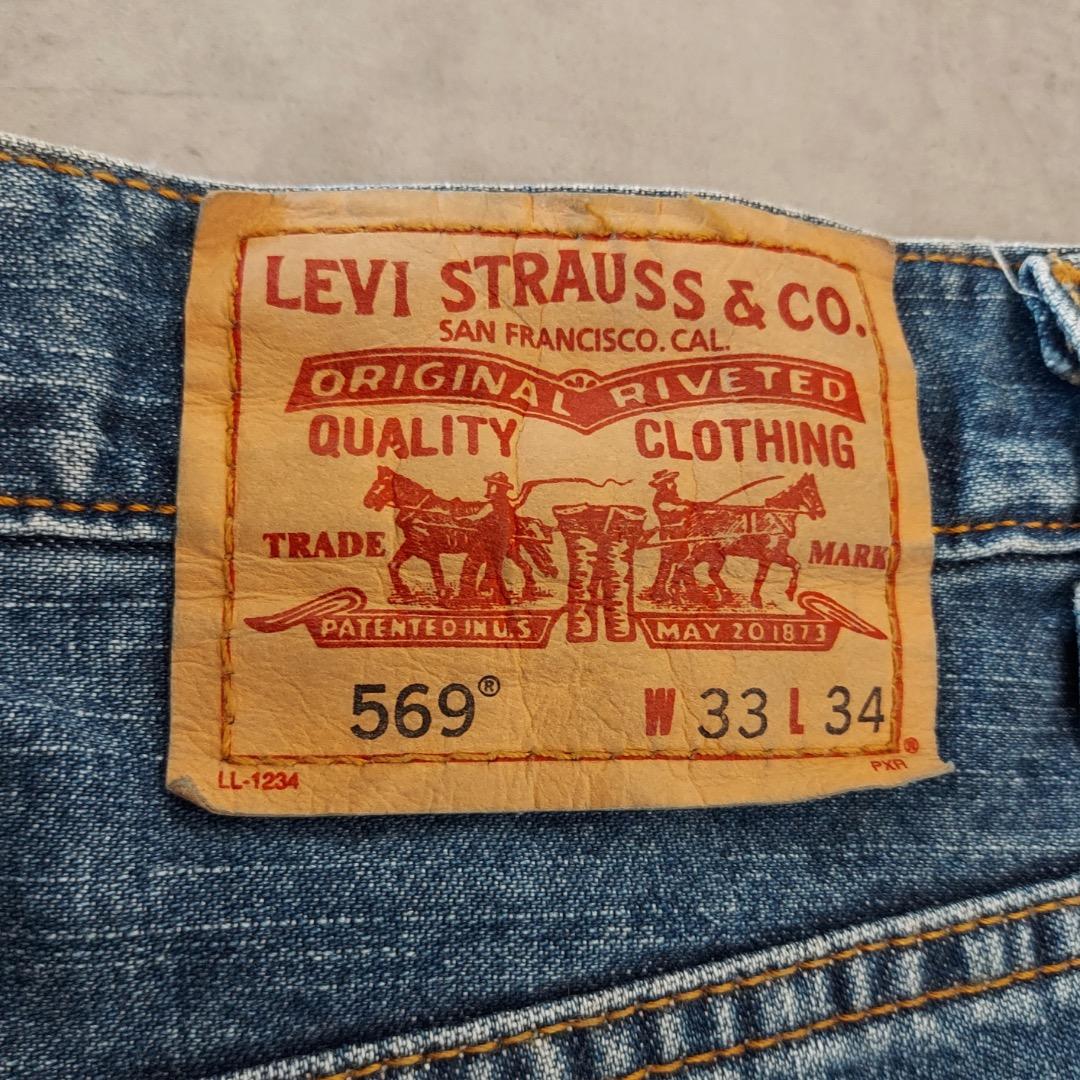 LEVI STRAUSS & CO.
SAN FRANCISCO. CAL.
ORIGINAL RIVETED
QUALITY CLOTHING
TRADE MARK
PATENTED IN U.S. MAY 20 1873
569® W 33 L 34
®
LL-1234 PXR